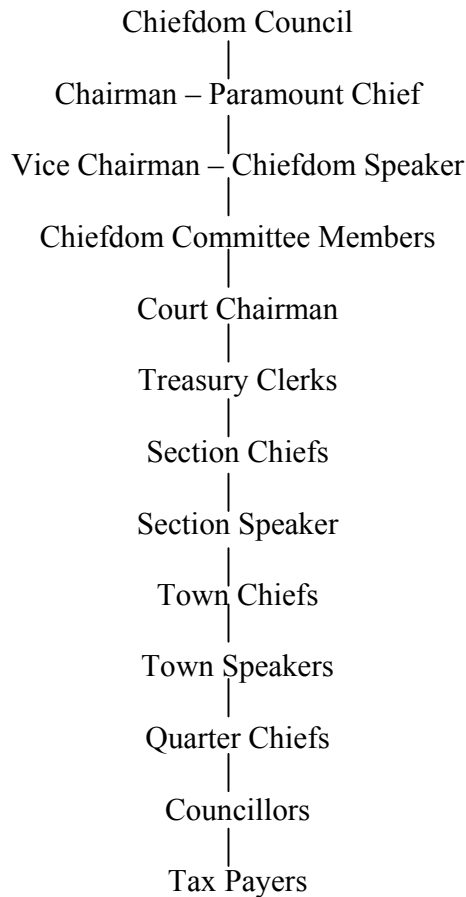 Chiefdom Council
Chairman – Paramount Chief
Vice Chairman – Chiefdom Speaker
Chiefdom Committee Members
Court Chairman
Treasury Clerks
Section Chiefs
Section Speaker
Town Chiefs
Town Speakers
Quarter Chiefs
Councillors
Tax Payers